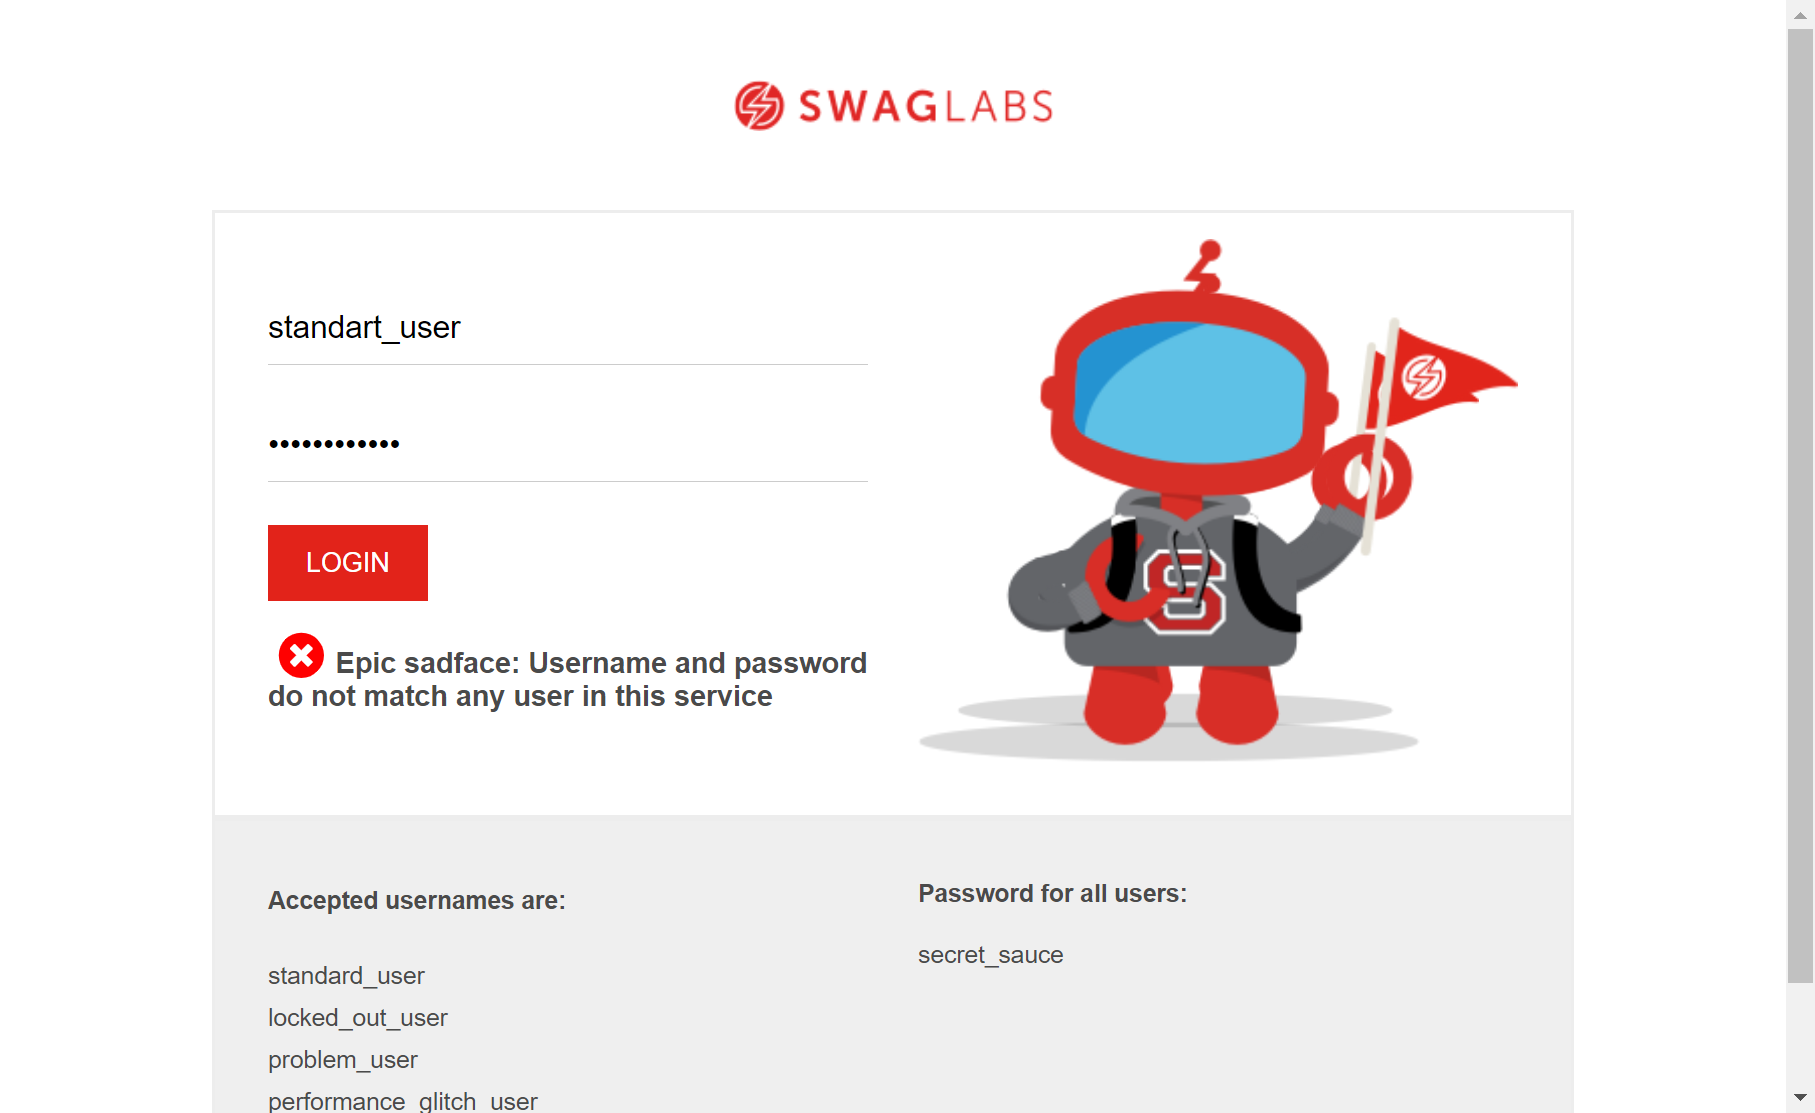 SWAGLABS
standart_user
••••••••••••
LOGIN
Epic sadface: Username and password
do not match any user in this service
S
Accepted usernames are:
standard_user
locked_out_user
problem_user
performance_glitch_user
Password for all users:
secret_sauce